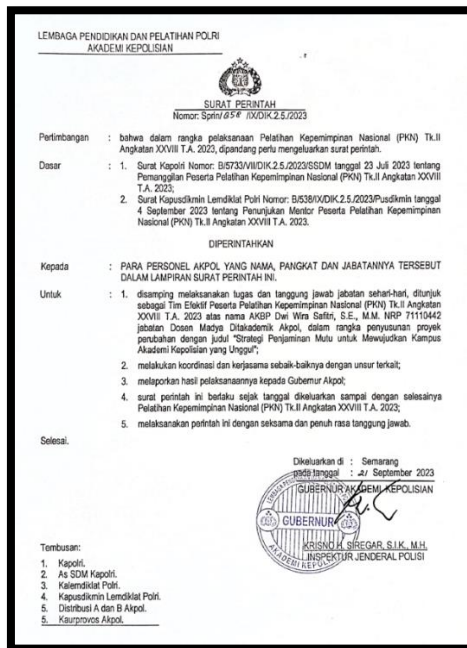 LEMBAGA PENDIDIKAN DAN PELATIHAN POLRI
AKADEMI KEPOLISIAN
SURAT PERINTAH
Nomor: Sprin/858 /IX/DIK.2.5./2023
Pertimbangan : bahwa dalam rangka pelaksanaan Pelatihan Kepemimpinan Nasional (PKN) Tk.II
Angkatan XXVIII T.A. 2023, dipandang perlu mengeluarkan surat perintah.
Dasar : 1. Surat Kapolri Nomor: B/5733/VII/DIK.2.5./2023/SSDM tanggal 23 Juli 2023 tentang
Pemanggilan Peserta Pelatihan Kepemimpinan Nasional (PKN) Tk.II Angkatan XXVIII
T.A. 2023;
2. Surat Kapusdikmin Lemdiklat Polri Nomor: B/538/IX/DIK.2.5./2023/Pusdikmin tanggal
4 September 2023 tentang Penunjukan Mentor Peserta Pelatihan Kepemimpinan
Nasional (PKN) Tk.II Angkatan XXVIII T.A. 2023.
DIPERINTAHKAN
Kepada : PARA PERSONEL AKPOL YANG NAMA, PANGKAT DAN JABATANNYA TERSEBUT
DALAM LAMPIRAN SURAT PERINTAH INI.
Untuk : 1. disamping melaksanakan tugas dan tanggung jawab jabatan sehari-hari, ditunjuk
sebagai Tim Efektif Peserta Pelatihan Kepemimpinan Nasional (PKN) Tk.II Angkatan
XXVIII T.A. 2023 atas nama AKBP Dwi Wira Safitri, S.E., M.M. NRP 71110442
jabatan Dosen Madya Ditakademik Akpol, dalam rangka penyusunan proyek
perubahan dengan judul "Strategi Penjaminan Mutu untuk Mewujudkan Kampus
Akademi Kepolisian yang Unggul";
2. melakukan koordinasi dan kerjasama sebaik-baiknya dengan unsur terkait;
3. melaporkan hasil pelaksanaannya kepada Gubernur Akpol;
4. surat perintah ini berlaku sejak tanggal dikeluarkan sampai dengan selesainya
Pelatihan Kepemimpinan Nasional (PKN) Tk.II Angkatan XXVIII T.A. 2023;
5. melaksanakan perintah ini dengan seksama dan penuh rasa tanggung jawab.
Selesai.
Dikeluarkan di : Semarang
pada tanggal : 21 September 2023
GUBERNUR AKADEMI KEPOLISIAN
GUBERNUR
KRISNO H. SIREGAR, S.I.K., M.H.
INSPEKTUR JENDERAL POLISI
Tembusan:
1. Kapolri.
2. As SDM Kapolri.
3. Kalemdiklat Polri.
4. Kapusdikmin Lemdiklat Polri.
5. Distribusi A dan B Akpol.
5. Kaurprovos Akpol.